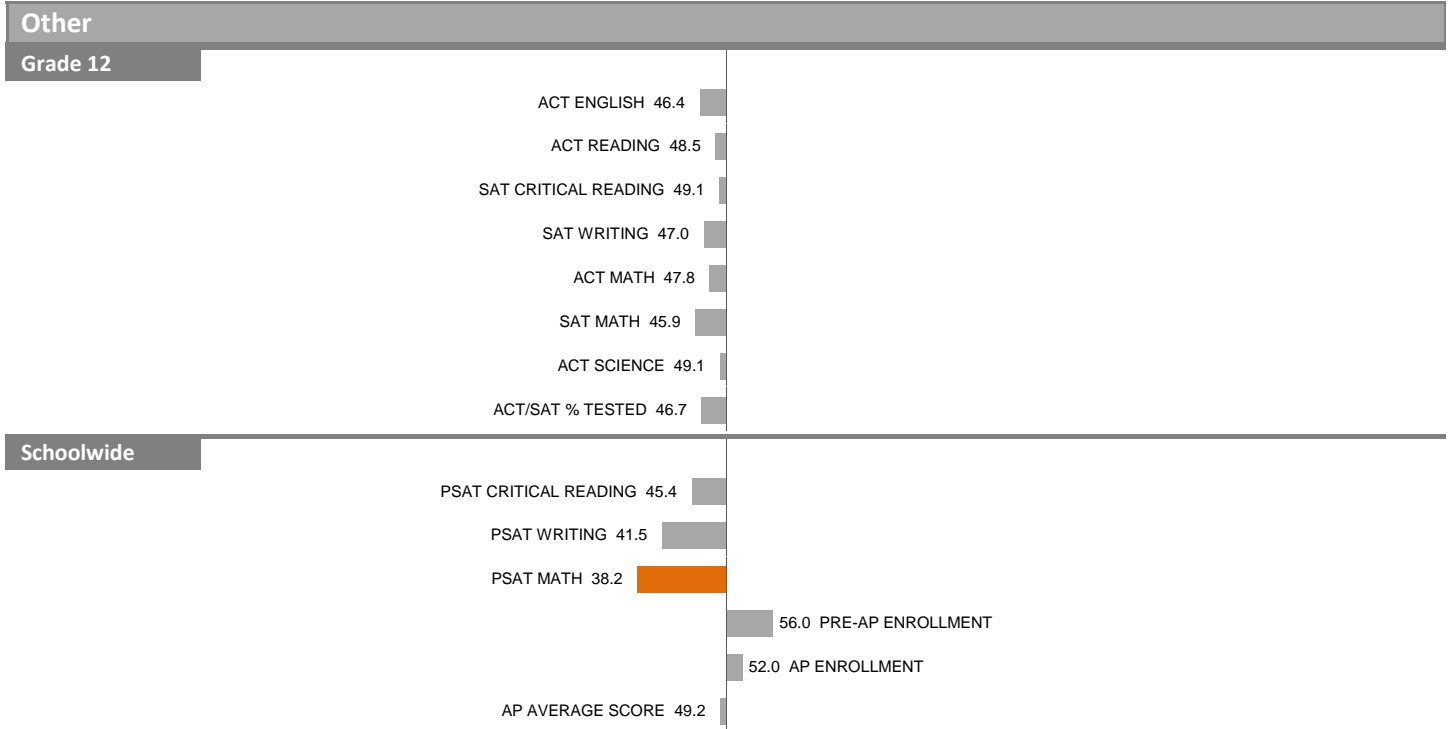 Other
Grade 12
ACT ENGLISH 46.4
ACT READING 48.5
SAT CRITICAL READING 49.1
SAT WRITING 47.0
ACT MATH 47.8
SAT MATH 45.9
ACT SCIENCE 49.1
ACT/SAT % TESTED 46.7
Schoolwide
PSAT CRITICAL READING 45.4
PSAT WRITING 41.5
PSAT MATH 38.2
56.0 PRE-AP ENROLLMENT
52.0 AP ENROLLMENT
AP AVERAGE SCORE 49.2